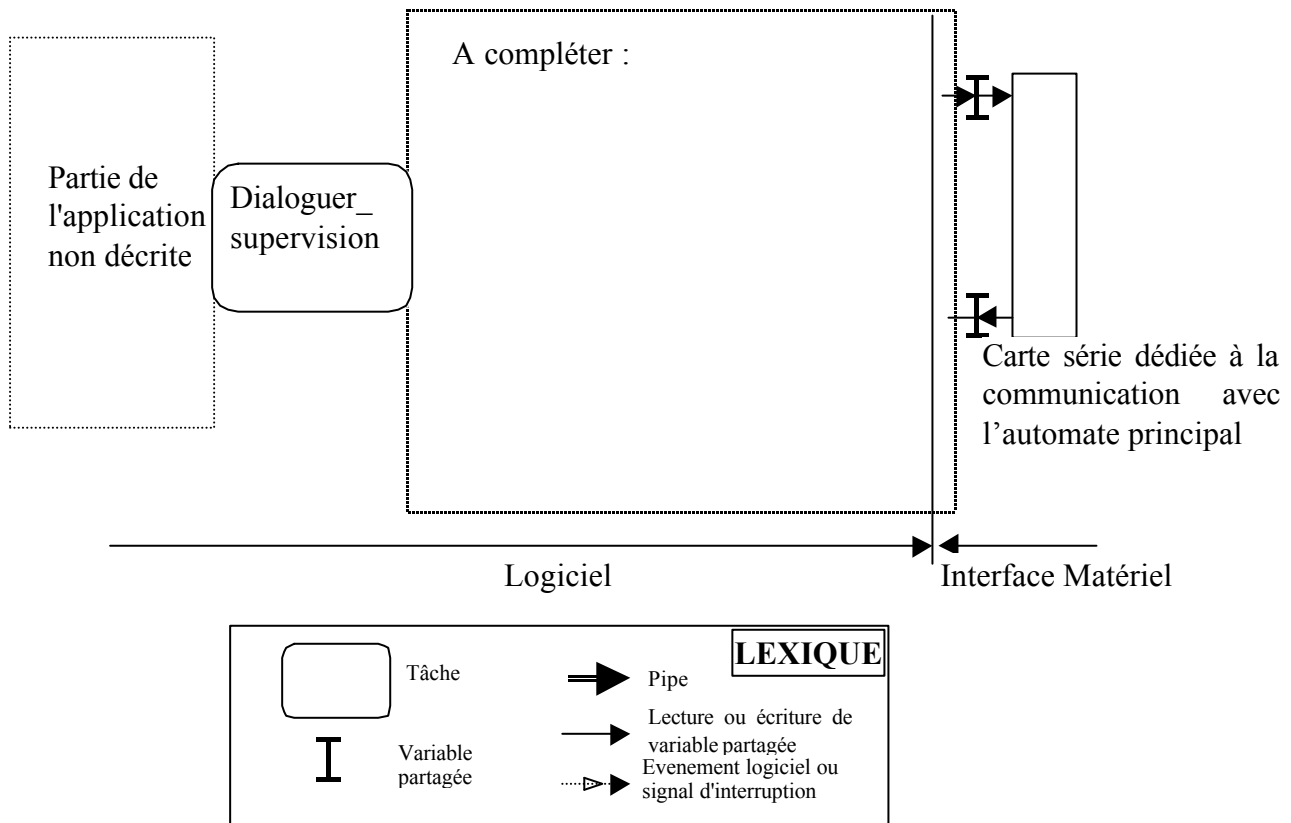 A compléter :
Partie de
l'application
non décrite
Dialoguer_
supervision
Carte série dédiée à la
communication avec
l’automate principal
Logiciel
Interface Matériel
LEXIQUE
Tâche
Pipe
Variable
partagée
Lecture ou écriture de
variable partagée
Evenement logiciel ou
signal d'interruption